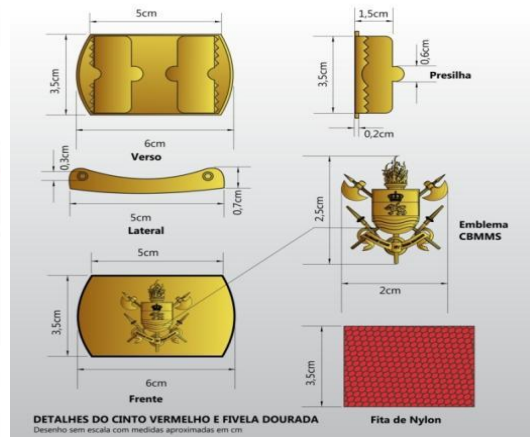 5cm
3,5cm
6cm
Verso
1,5cm
0,6cm
3,5cm
Presilha
0,2cm
0,3cm
0,7cm
5cm
Lateral
2,5cm
Emblema
CBMMS
2cm
5cm
3,5cm
6cm
Frente
3,5cm
Fita de Nylon
DETALHES DO CINTO VERMELHO E FIVELA DOURADA
Desenho sem escala com medidas aproximadas em cm